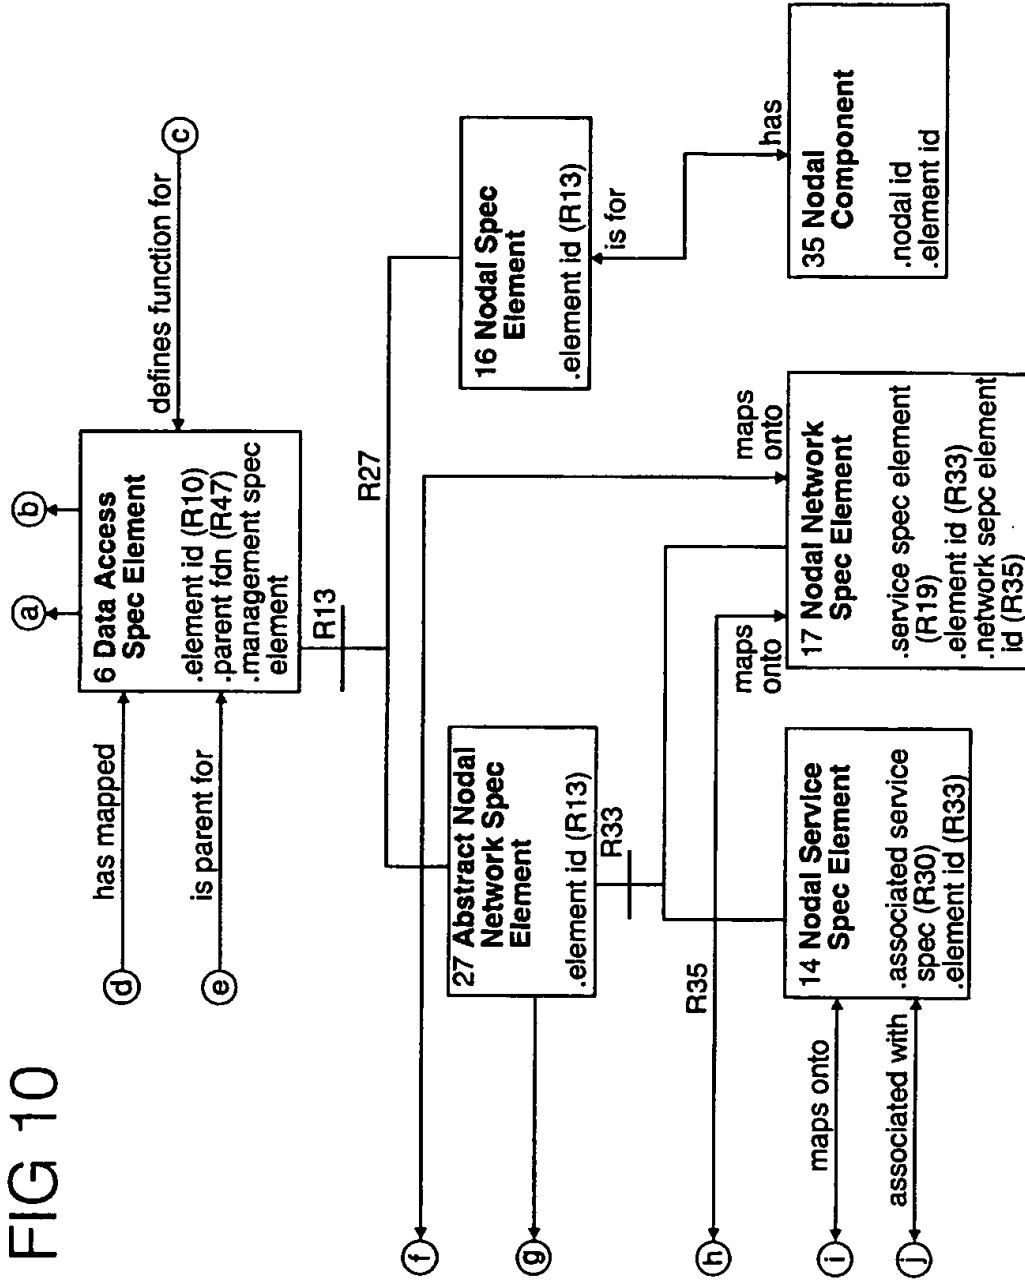 FIG 10
a
b
d
has mapped
e
is parent for
6 Data Access
Spec Element
.element id (R10)
.parent fdn (R47)
.management spec
element
defines function for
c
R13
R27
f
g
27 Abstract Nodal
Network Spec
Element
.element id (R13)
R33
16 Nodal Spec
Element
.element id (R13)
is for
has
h
R35
maps
onto
maps
onto
i
maps onto
j
associated with
14 Nodal Service
Spec Element
.associated service
spec (R30)
.element id (R33)
17 Nodal Network
Spec Element
.service spec element
(R19)
.element id (R33)
.network sepc element
id (R35)
35 Nodal
Component
.nodal id
.element id